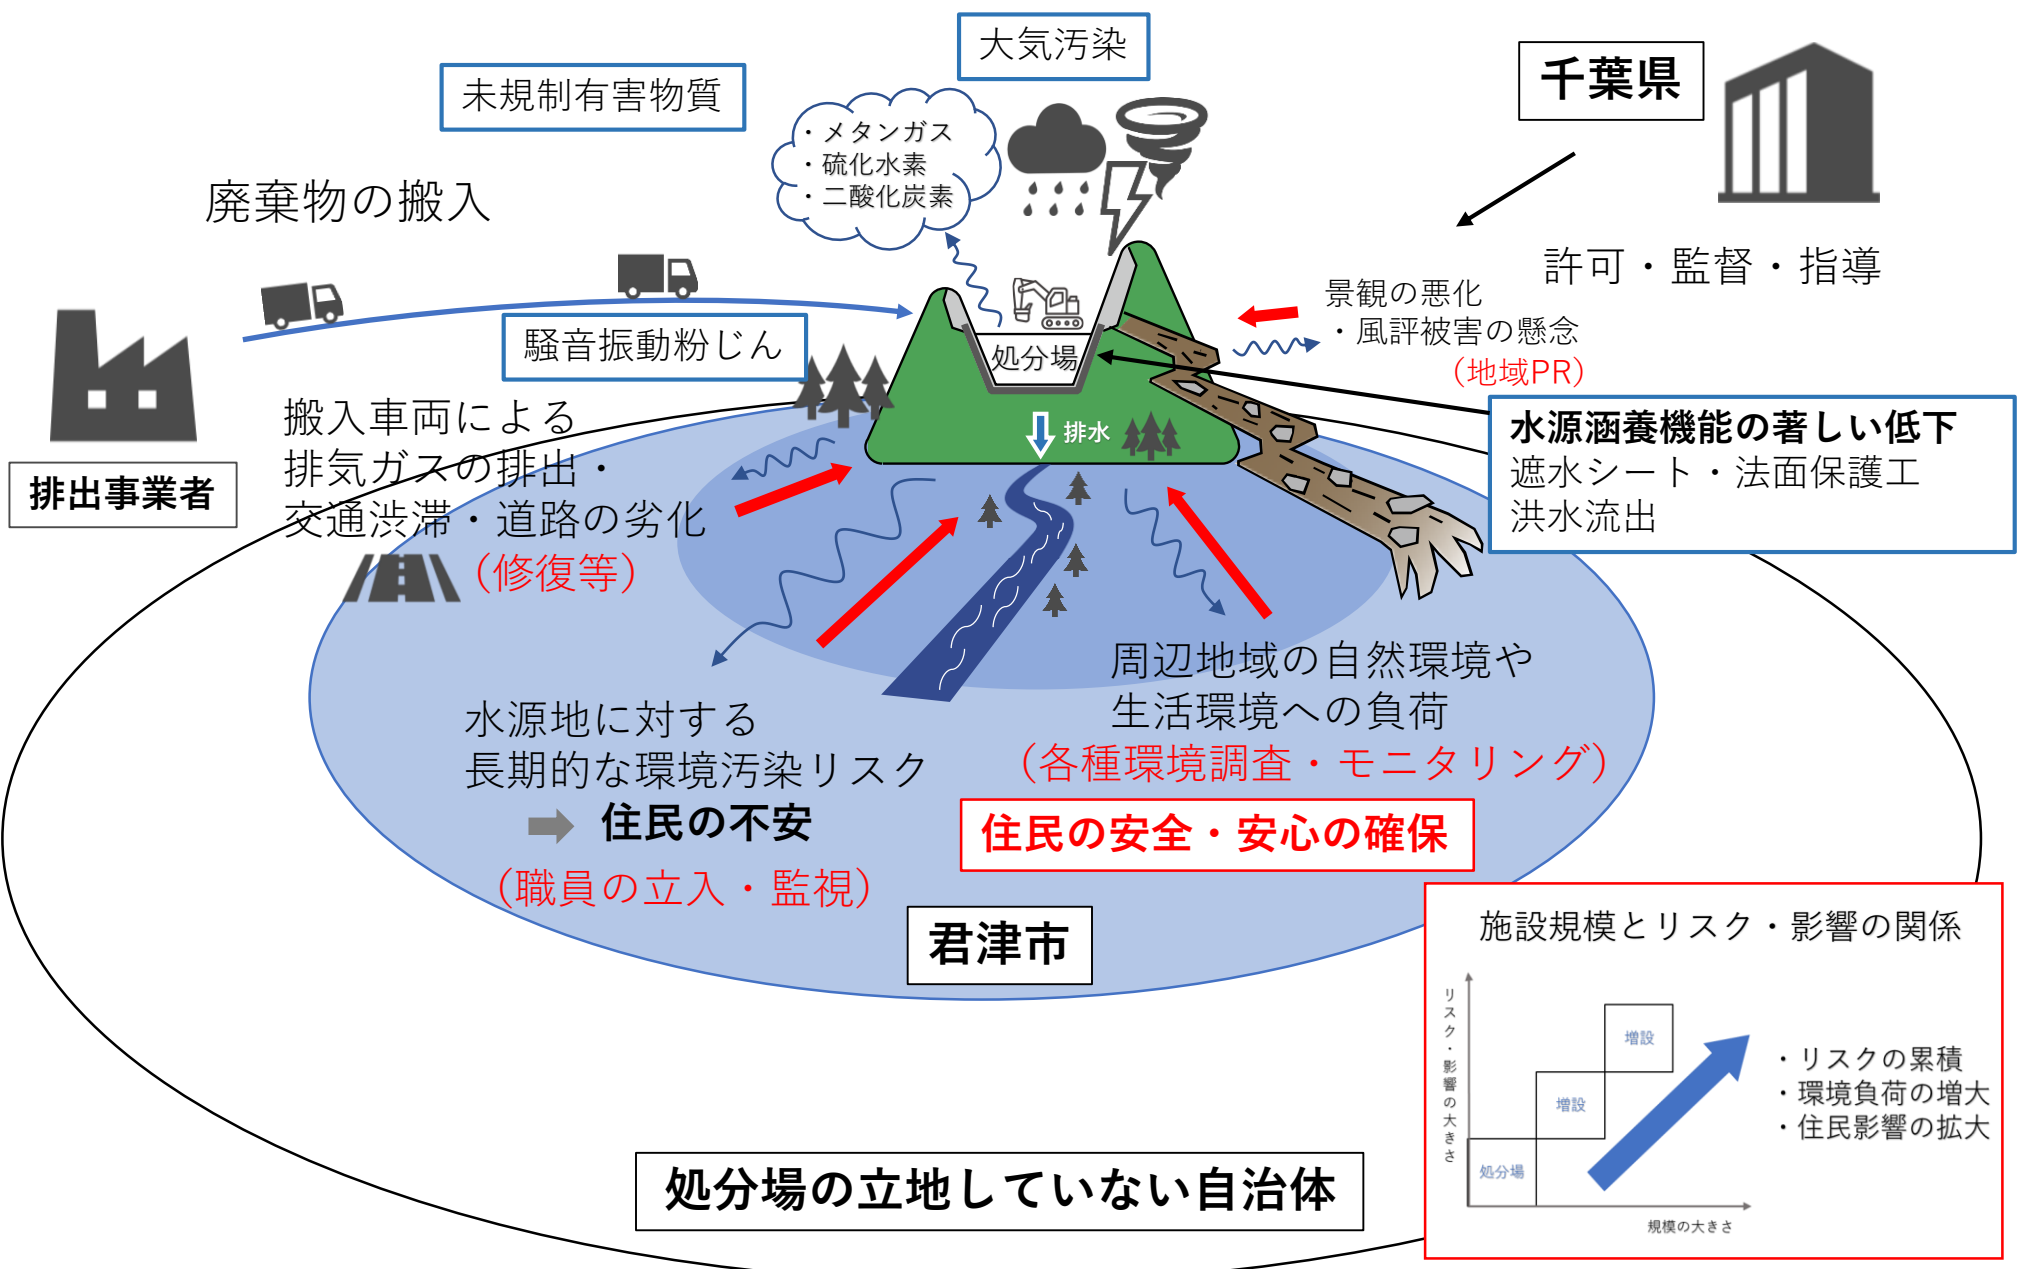 大気汚染
未規制有害物質
千葉県
・メタンガス
・硫化水素
・二酸化炭素
廃棄物の搬入
許可・監督・指導
景観の悪化
・風評被害の懸念
(地域PR)
騒音振動粉じん
処分場
排水
搬入車両による
排気ガスの排出・
交通渋滞・道路の劣化
(修復等)
排出事業者
水源涵養機能の著しい低下
遮水シート・法面保護工
洪水流出
周辺地域の自然環境や
生活環境への負荷
(各種環境調査・モニタリング)
水源地に対する
長期的な環境汚染リスク
住民の不安
(職員の立入・監視)
住民の安全・安心の確保
君津市
処分場の立地していない自治体
施設規模とリスク・影響の関係
リスク・影響の大きさ
増設
増設
処分場
規模の大きさ
・リスクの累積
・環境負荷の増大
・住民影響の拡大